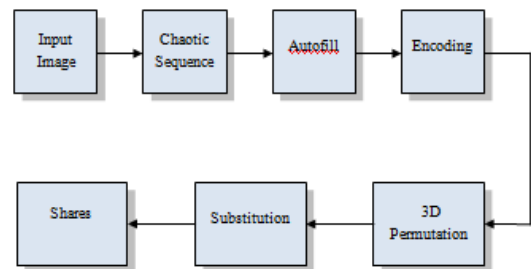 Input
Image
Chaotic
Sequence
Autofill
Encoding
Shares
Substitution
3D
Permutation